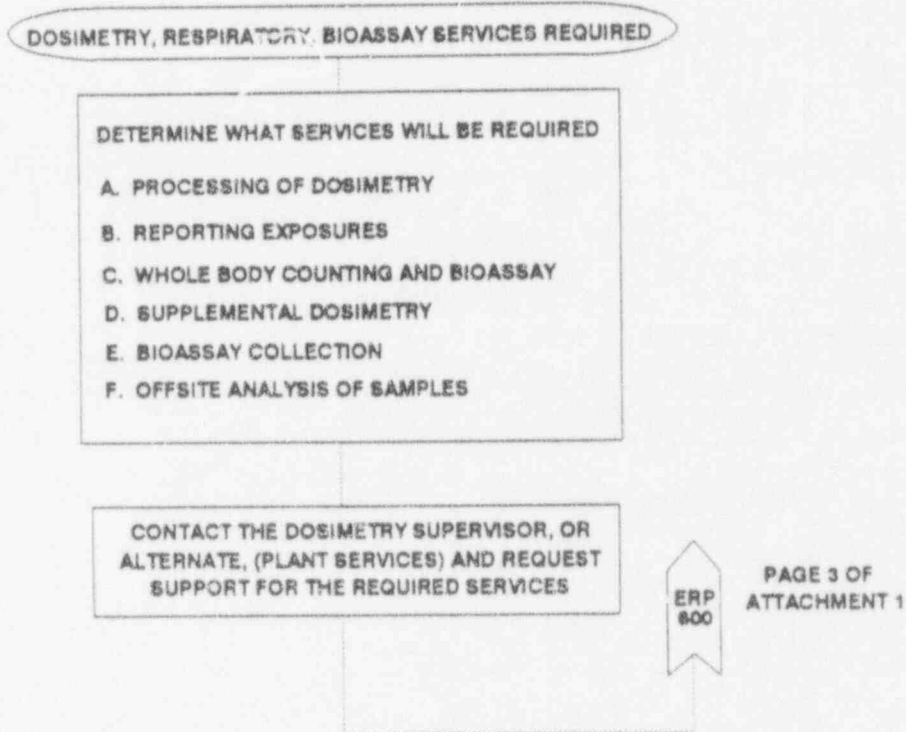 DOSIMETRY, RESPIRATORY, BIOASSAY SERVICES REQUIRED
DETERMINE WHAT SERVICES WILL BE REQUIRED
A. PROCESSING OF DOSIMETRY
B. REPORTING EXPOSURES
C. WHOLE BODY COUNTING AND BIOASSAY
D. SUPPLEMENTAL DOSIMETRY
E. BIOASSAY COLLECTION
F. OFFSITE ANALYSIS OF SAMPLES
CONTACT THE DOSIMETRY SUPERVISOR, OR
ALTERNATE, (PLANT SERVICES) AND REQUEST
SUPPORT FOR THE REQUIRED SERVICES
ERP
600
PAGE 3 OF
ATTACHMENT 1